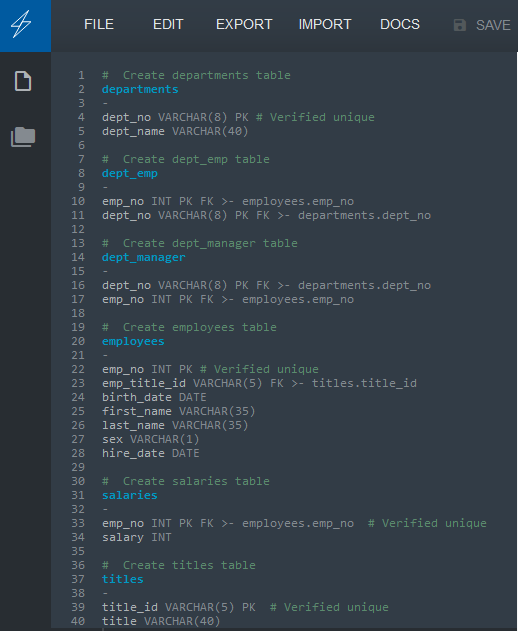 FILE EDIT EXPORT IMPORT DOCS SAVE
1 #  Create departments table
2 departments
3 -
4 dept_no VARCHAR(8) PK # Verified unique
5 dept_name VARCHAR(40)
6
7 #  Create dept_emp table
8 dept_emp
9 -
10 emp_no INT PK FK >- employees.emp_no
11 dept_no VARCHAR(8) PK FK >- departments.dept_no
12
13 #  Create dept_manager table
14 dept_manager
15 -
16 dept_no VARCHAR(8) PK FK >- departments.dept_no
17 emp_no INT PK FK >- employees.emp_no
18
19 #  Create employees table
20 employees
21 -
22 emp_no INT PK # Verified unique
23 emp_title_id VARCHAR(5) FK >- titles.title_id
24 birth_date DATE
25 first_name VARCHAR(35)
26 last_name VARCHAR(35)
27 sex VARCHAR(1)
28 hire_date DATE
29
30 #  Create salaries table
31 salaries
32 -
33 emp_no INT PK FK >- employees.emp_no  # Verified unique
34 salary INT
35
36 #  Create titles table
37 titles
38 -
39 title_id VARCHAR(5) PK  # Verified unique
40 title VARCHAR(40)